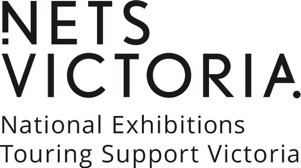 NETS
VICTORIA.
National Exhibitions
Touring Support Victoria